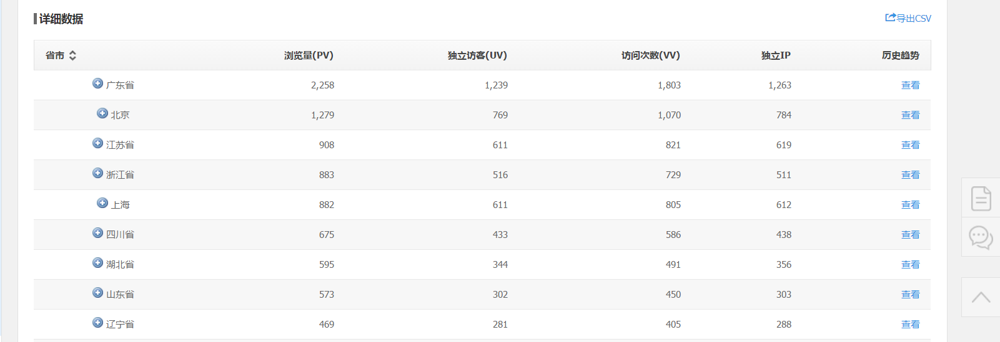 详细数据 导出CSV
省市 浏览量(PV) 独立访客(UV) 访问次数(VV) 独立IP 历史趋势
广东省 2,258 1,239 1,803 1,263 查看
北京 1,279 769 1,070 784 查看
江苏省 908 611 821 619 查看
浙江省 883 516 729 511 查看
上海 882 611 805 612 查看
四川省 675 433 586 438 查看
湖北省 595 344 491 356 查看
山东省 573 302 450 303 查看
辽宁省 469 281 405 288 查看